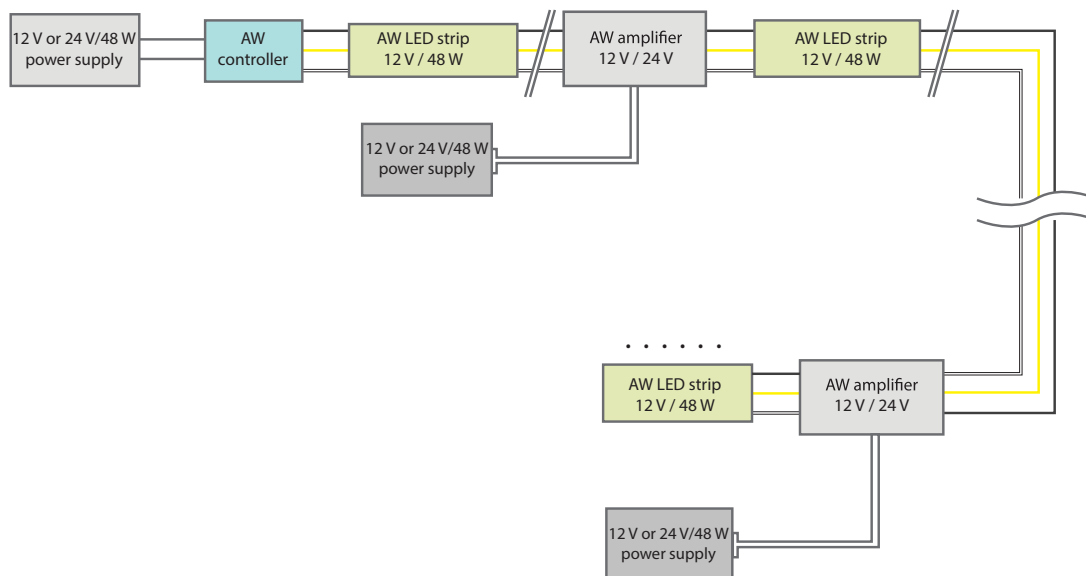 12 V or 24 V/48 W
power supply
AW
controller
AW LED strip
12 V / 48 W
AW amplifier
12 V / 24 V
AW LED strip
12 V / 48 W
12 V or 24 V/48 W
power supply
. . . . . .
AW LED strip
12 V / 48 W
AW amplifier
12 V / 24 V
12 V or 24 V/48 W
power supply